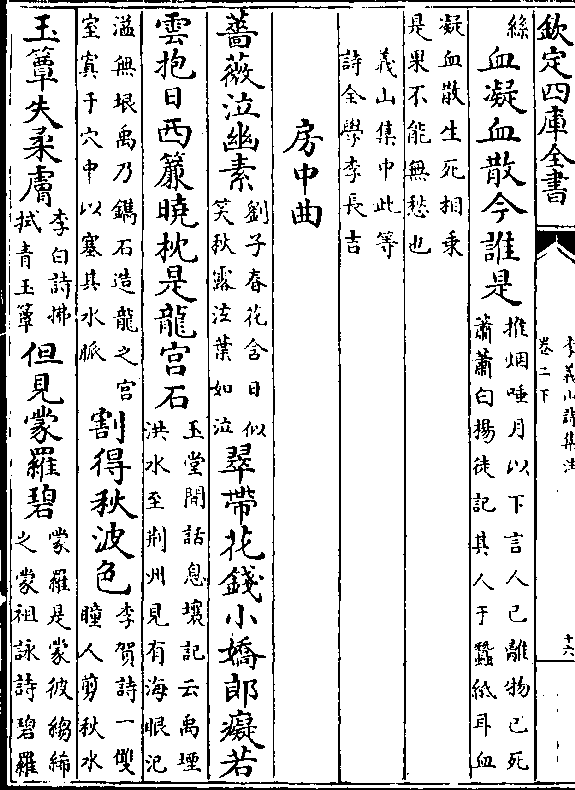 欽定四庫全書
李義山詩集注
卷二下
十六
絲
血凝血散今誰是
推烟唾月以下言人已離物已死
蕭蕭白楊徒記其人于蠶紙耳血
凝血散生死相乘
是果不能無愁也
義山集中此等
詩全學李長吉
房中曲
薔薇泣幽素
劉子春花含日似
笑秋露泣葉如泣
翠帶花錢小嬌郎癡若
雲抱日西簾曉枕是龍宫石
玉堂閒話息壤記云禹堙
洪水至荆州見有海眼氾
溢無垠禹乃鐫石造龍之宫
室寘于穴中以塞其水脈
割得秋波色
李賀詩一雙
瞳人剪秋水
玉簟失柔膚
李白詩拂
拭青玉簟
但見蒙羅碧
蒙羅是蒙彼縐絺
之蒙祖詠詩碧羅